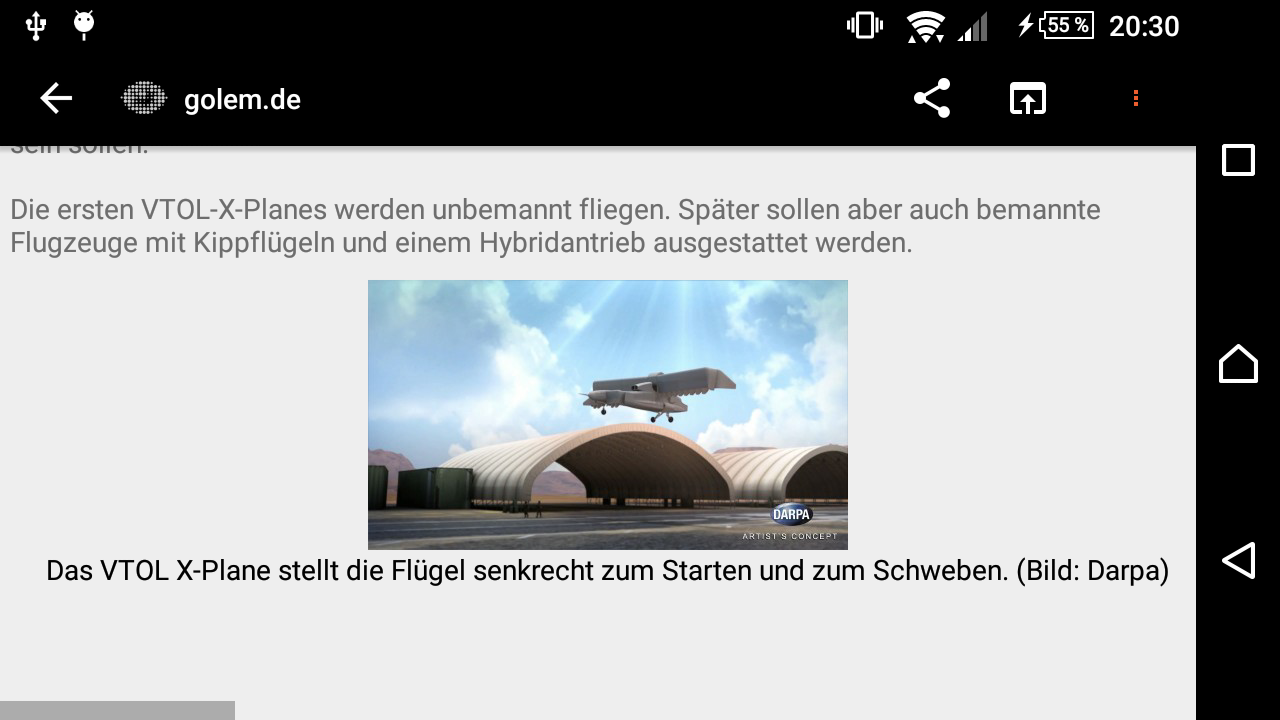 55 %
20:30
golem.de
sein sollen.
Die ersten VTOL-X-Planes werden unbemannt fliegen. Später sollen aber auch bemannte
Flugzeuge mit Kippflügeln und einem Hybridantrieb ausgestattet werden.
DARPA
ARTIST'S CONCEPT
Das VTOL X-Plane stellt die Flügel senkrecht zum Starten und zum Schweben. (Bild: Darpa)